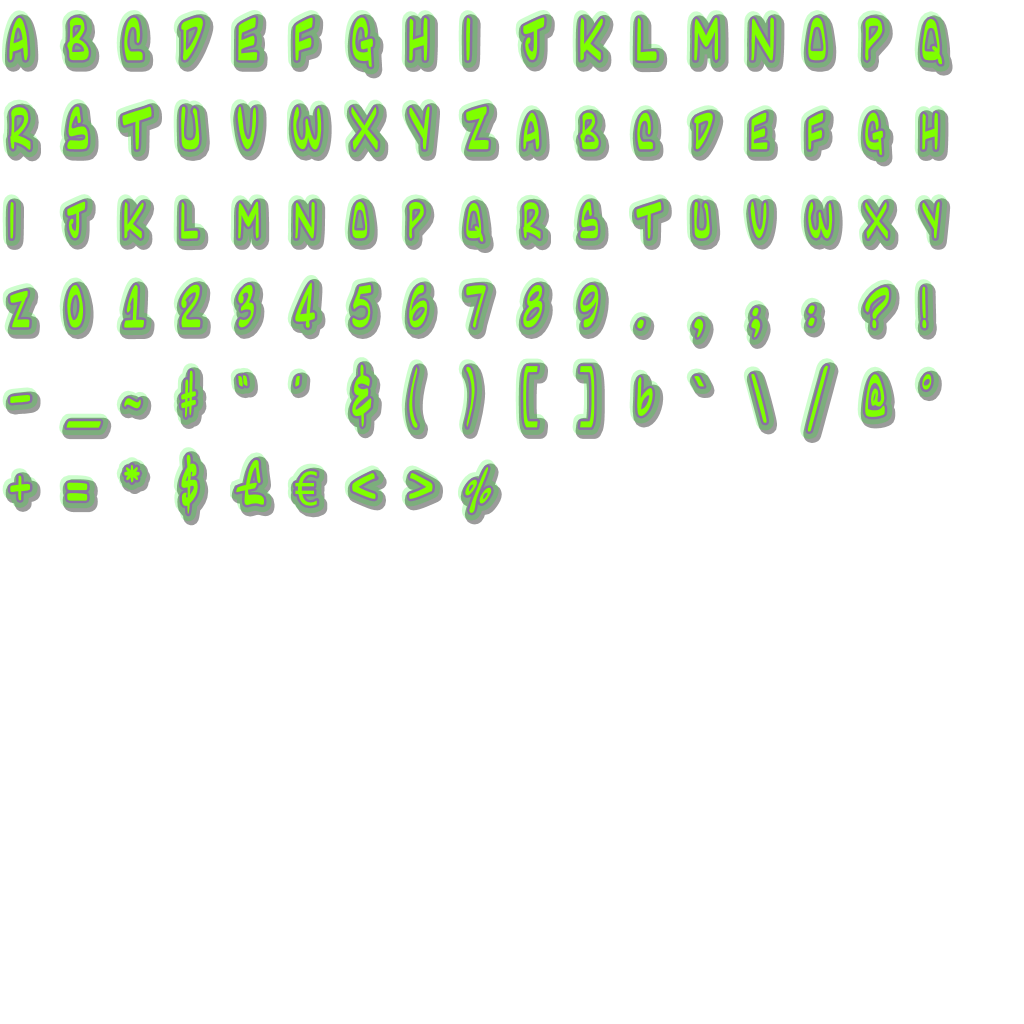 A B C D E F G H I J K L M N O P Q
R S T U V W X Y Z A B C D E F G H
I J K L M N O P Q R S T U V W X Y
Z 0 1 2 3 4 5 6 7 8 9 . , ; : ? !
- _ ~ # " ' & ( ) [ ] b ` \ / @ °
+ = * $ £ € < > %